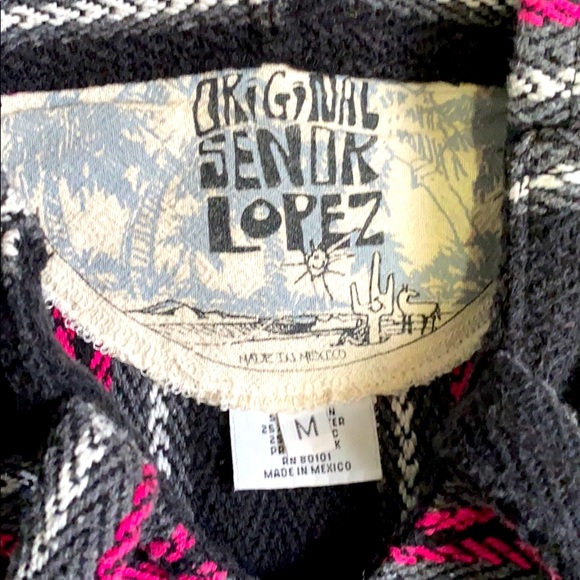 ORIGINAL
SENOR
LOPEZ
MADE IN MEXICO
M
RN 80101
MADE IN MEXICO